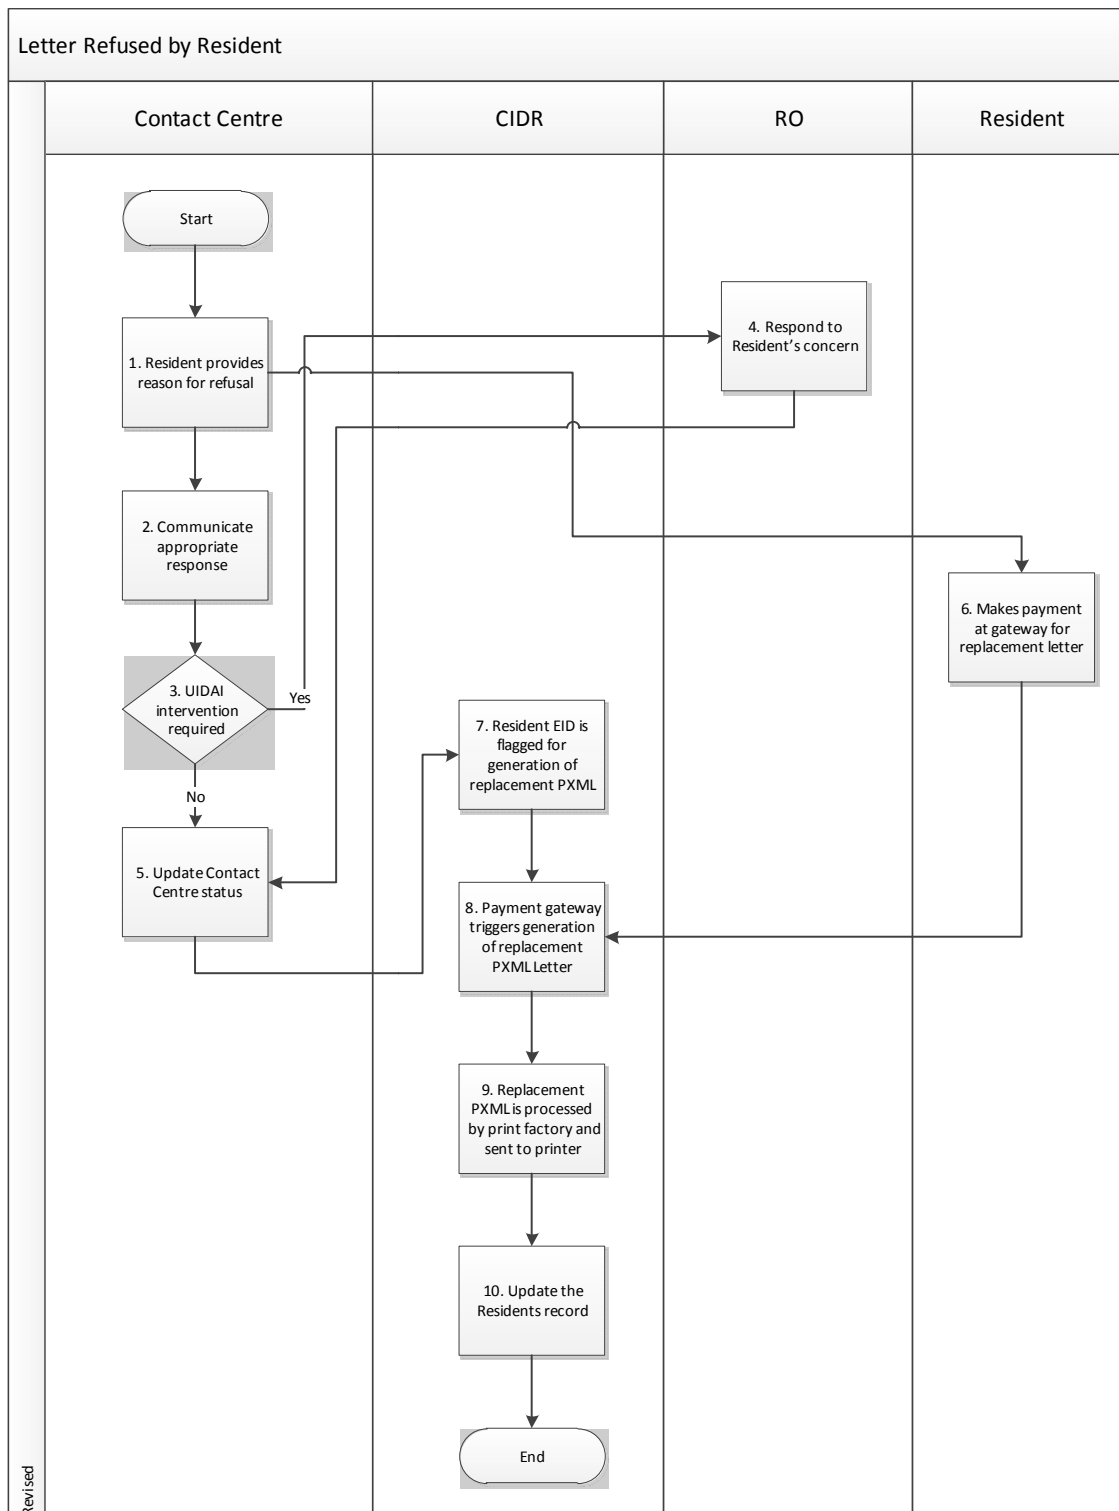 Letter Refused by Resident
Contact Centre
CIDR
RO
Resident
Start
1. Resident provides
reason for refusal
4. Respond to
Resident’s concern
2. Communicate
appropriate
response
3. UIDAI
intervention
required
Yes
No
6. Makes payment
at gateway for
replacement letter
7. Resident EID is
flagged for
generation of
replacement PXML
5. Update Contact
Centre status
8. Payment gateway
triggers generation
of replacement
PXML Letter
9. Replacement
PXML is processed
by print factory and
sent to printer
10. Update the
Residents record
End
Revised